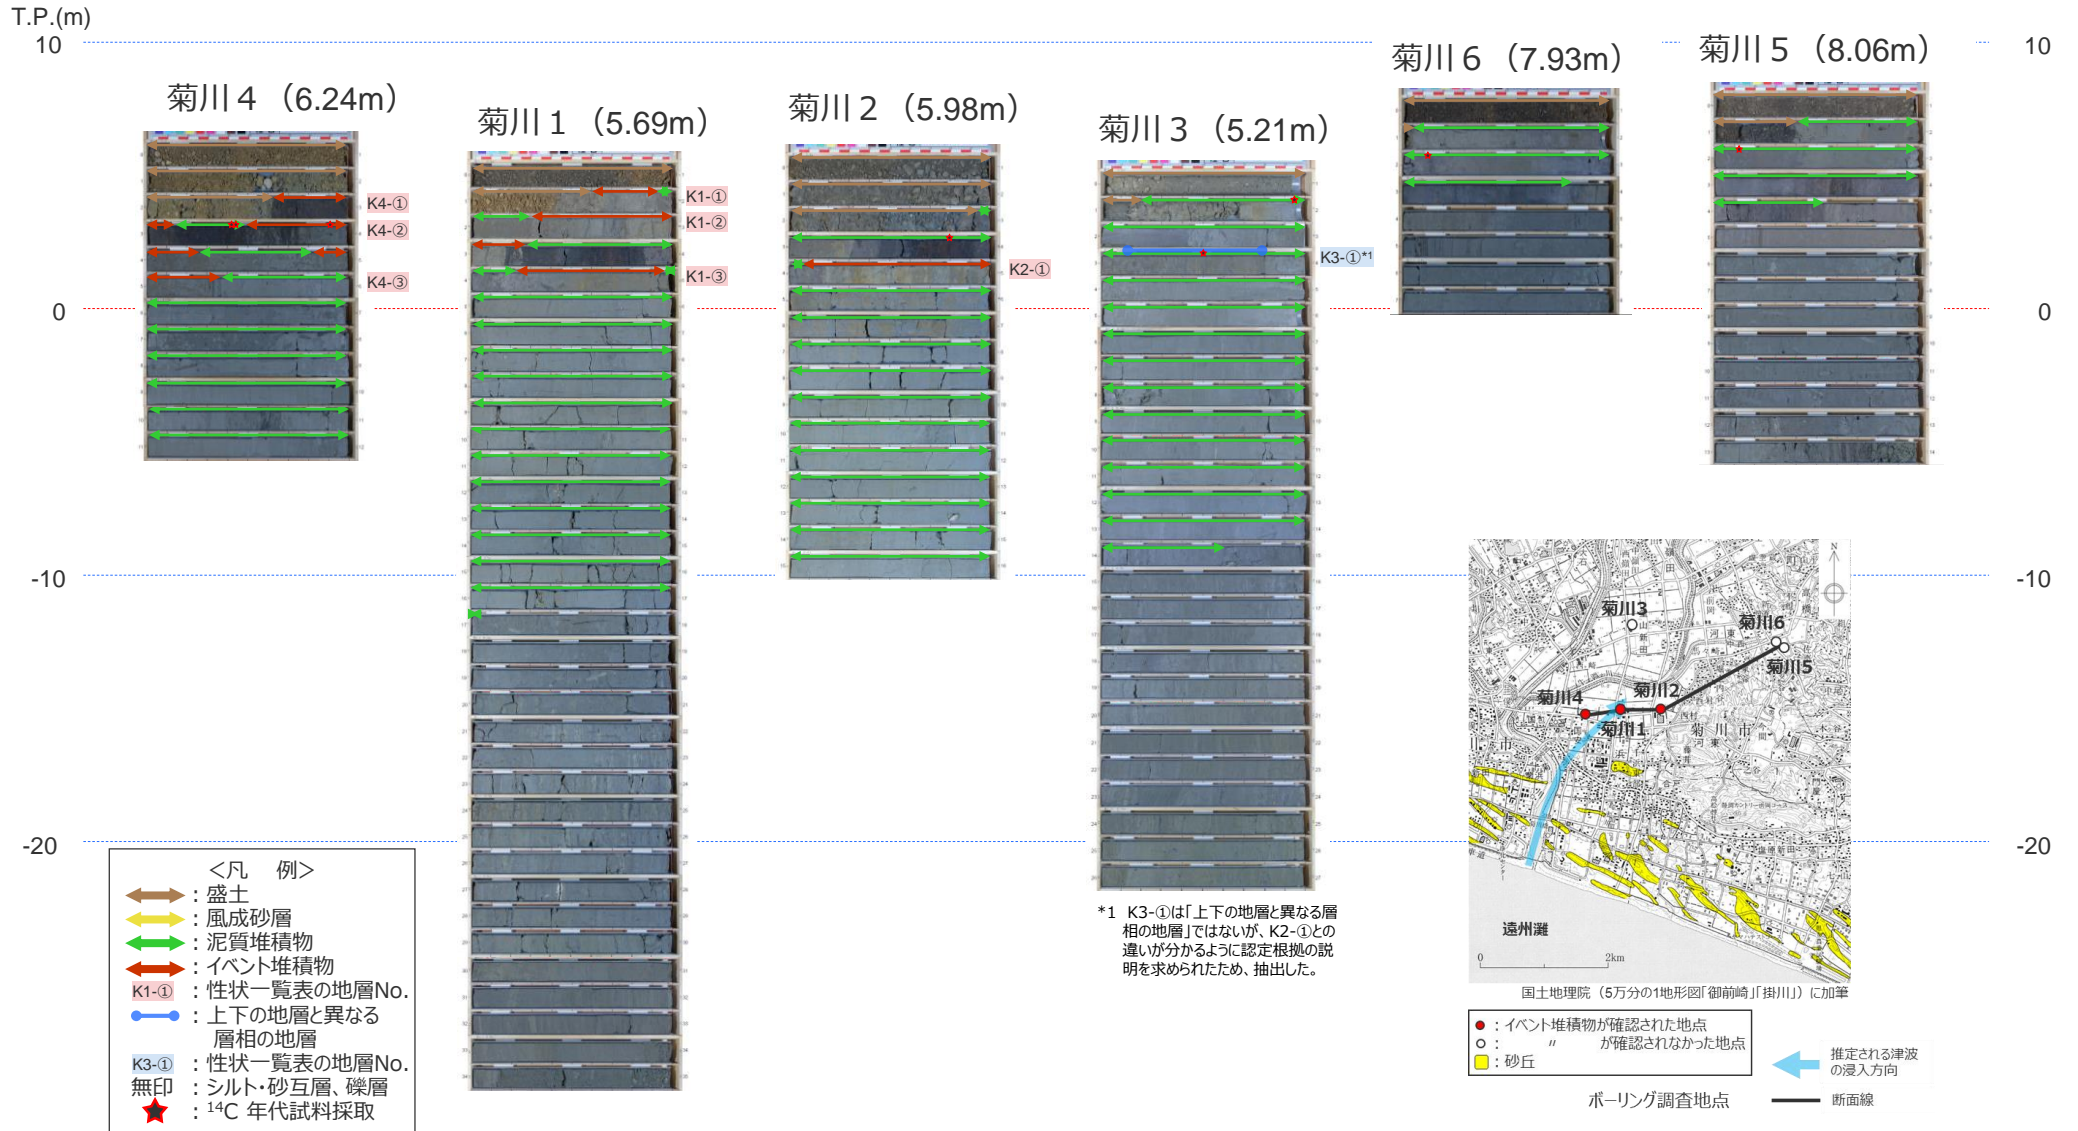 T.P.(m)
10
10
菊川４（6.24m）
菊川１（5.69m）
菊川２（5.98m）
菊川３（5.21m）
菊川６（7.93m）
菊川５（8.06m）
K4-①
K4-②
K4-③
K1-①
K1-②
K1-③
K2-①
K3-①*1
0
0
-10
-10
-20
-20
＜凡　例＞
：盛土
：風成砂層
：泥質堆積物
：イベント堆積物
K1-①：性状一覧表の地層No.
：上下の地層と異なる
層相の地層
K3-①：性状一覧表の地層No.
無印：シルト・砂互層、礫層
：14C 年代試料採取
*1 K3-①は「上下の地層と異なる層
相の地層」ではないが、K2-①との
違いが分かるように認定根拠の説
明を求められたため、抽出した。
菊川3
菊川6
菊川5
菊川4
菊川2
菊川1
菊川市
遠州灘
0
2km
N
国土地理院（5万分の1地形図「御前崎」「掛川」）に加筆
：イベント堆積物が確認された地点
：　〃　が確認されなかった地点
：砂丘
推定される津波
の浸入方向
ボーリング調査地点
断面線